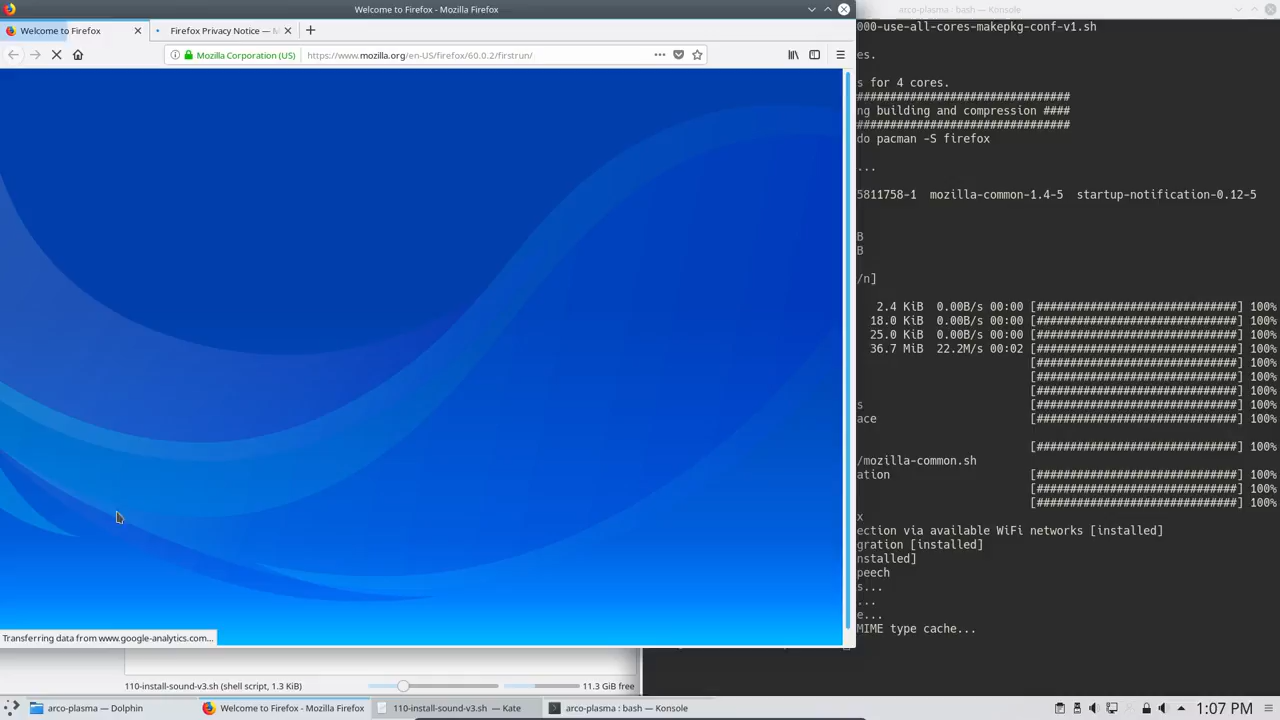 Welcome to Firefox - Mozilla Firefox
arco-plasma : bash — Konsole
Welcome to Firefox
Firefox Privacy Notice — M
Mozilla Corporation (US)
https://www.mozilla.org/en-US/firefox/60.0.2/firstrun/
000-use-all-cores-makepkg-conf-v1.sh
es.
s for 4 cores.
################################
ng building and compression ####
################################
do pacman -S firefox
...
5811758-1 mozilla-common-1.4-5 startup-notification-0.12-5
B
B
/n]
2.4 KiB 0.00B/s 00:00 [##############################] 100%
18.0 KiB 0.00B/s 00:00 [##############################] 100%
25.0 KiB 0.00B/s 00:00 [##############################] 100%
36.7 MiB 22.2M/s 00:02 [##############################] 100%
[##############################] 100%
[##############################] 100%
[##############################] 100%
s [##############################] 100%
ace [##############################] 100%
[##############################] 100%
/mozilla-common.sh
ation [##############################] 100%
[##############################] 100%
[##############################] 100%
x
ection via available WiFi networks [installed]
gration [installed]
nstalled]
peech
s...
...
e...
MIME type cache...
Transferring data from www.google-analytics.com...
110-install-sound-v3.sh (shell script, 1.3 KiB)
11.3 GiB free
arco-plasma — Dolphin
Welcome to Firefox - Mozilla Firefox
110-install-sound-v3.sh — Kate
arco-plasma : bash — Konsole
1:07 PM